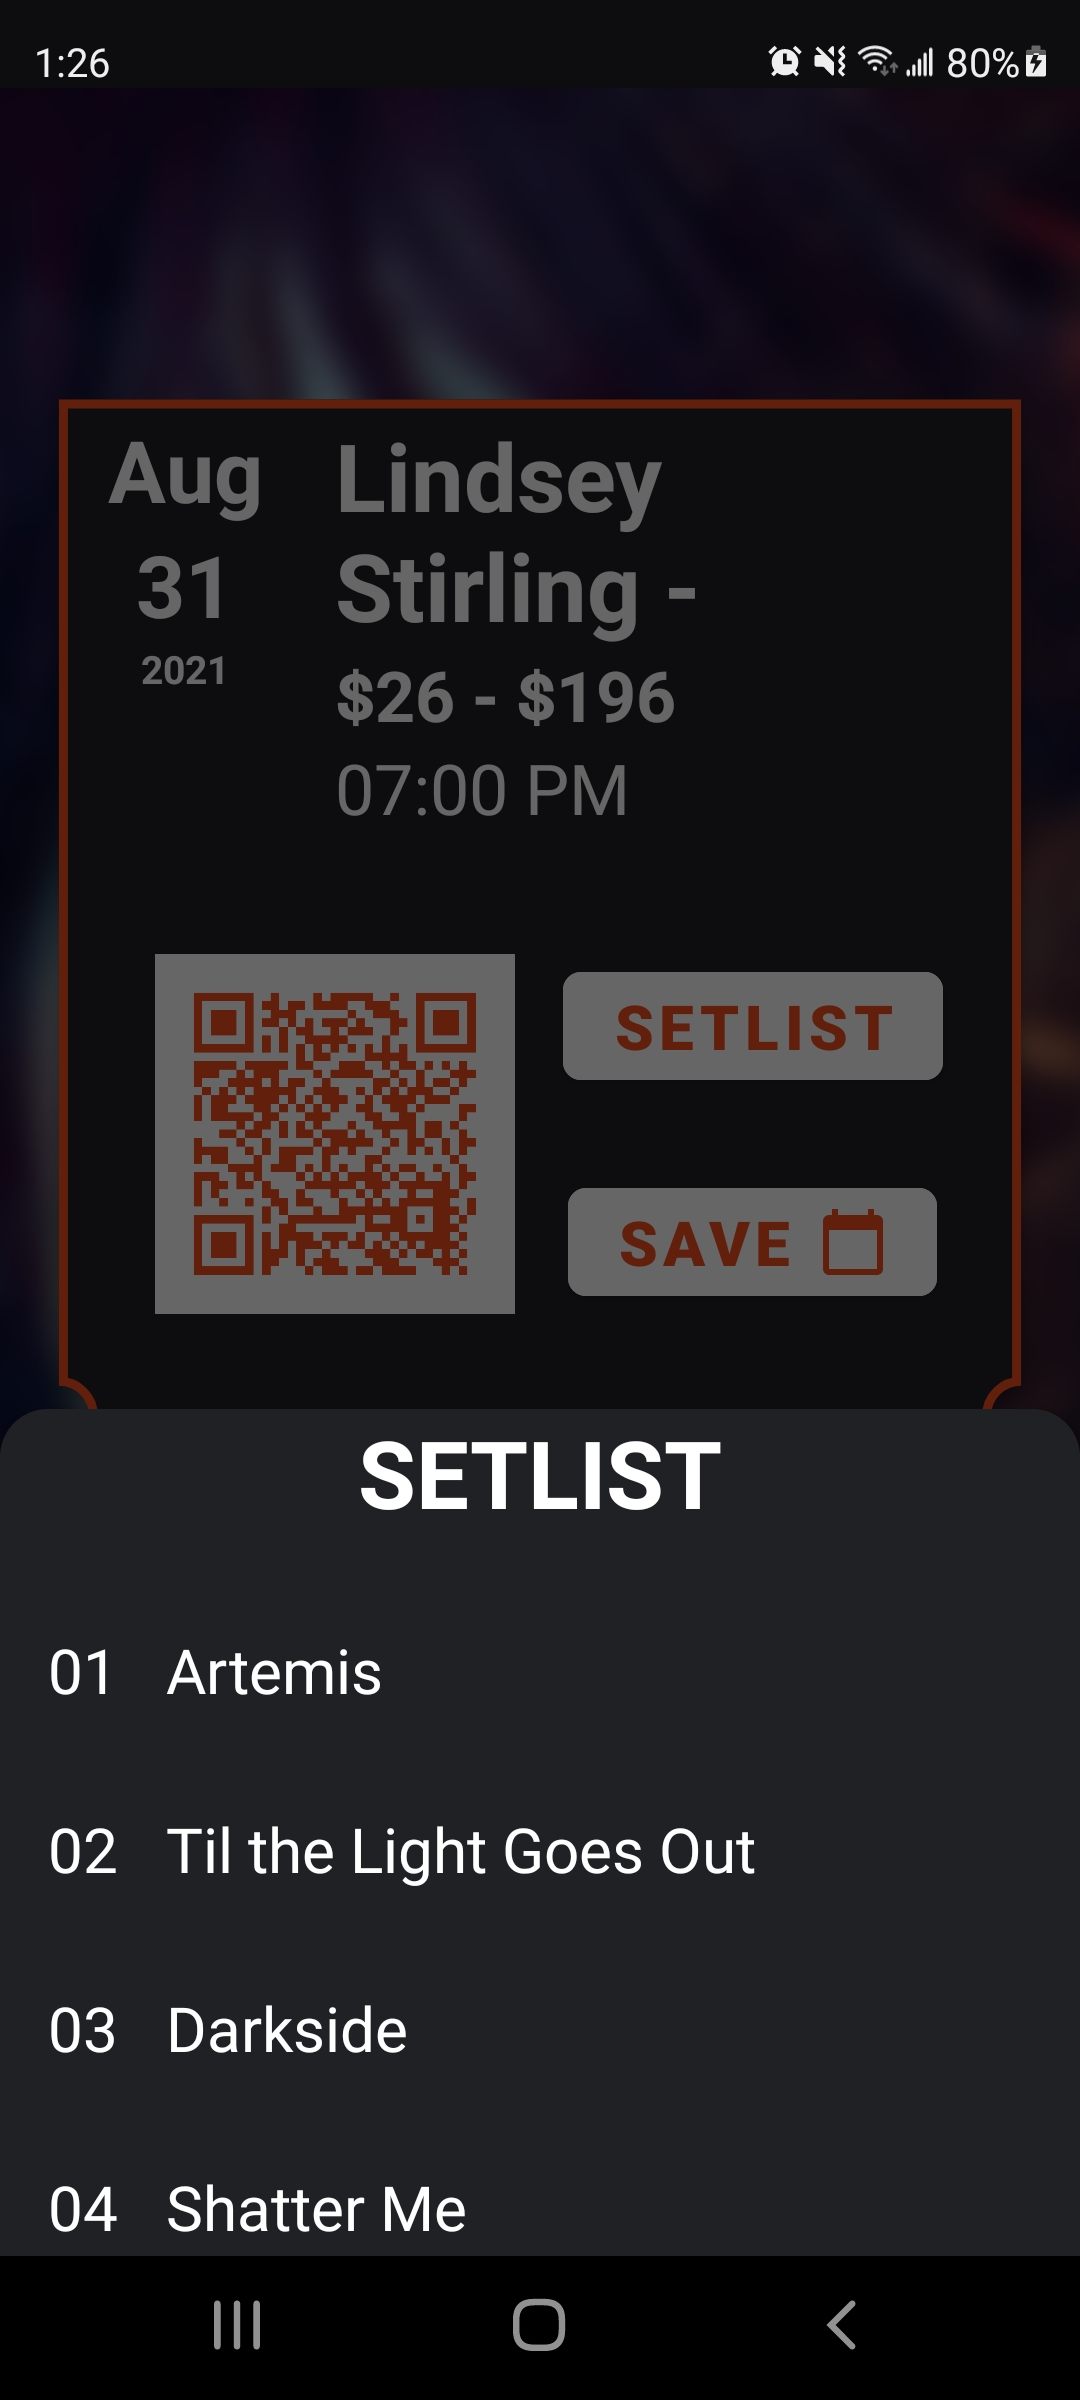 1:26
80%
Aug
31
2021
Lindsey
Stirling -
$26 - $196
07:00 PM
SETLIST
SAVE
SETLIST
01 Artemis
02 Til the Light Goes Out
03 Darkside
04 Shatter Me